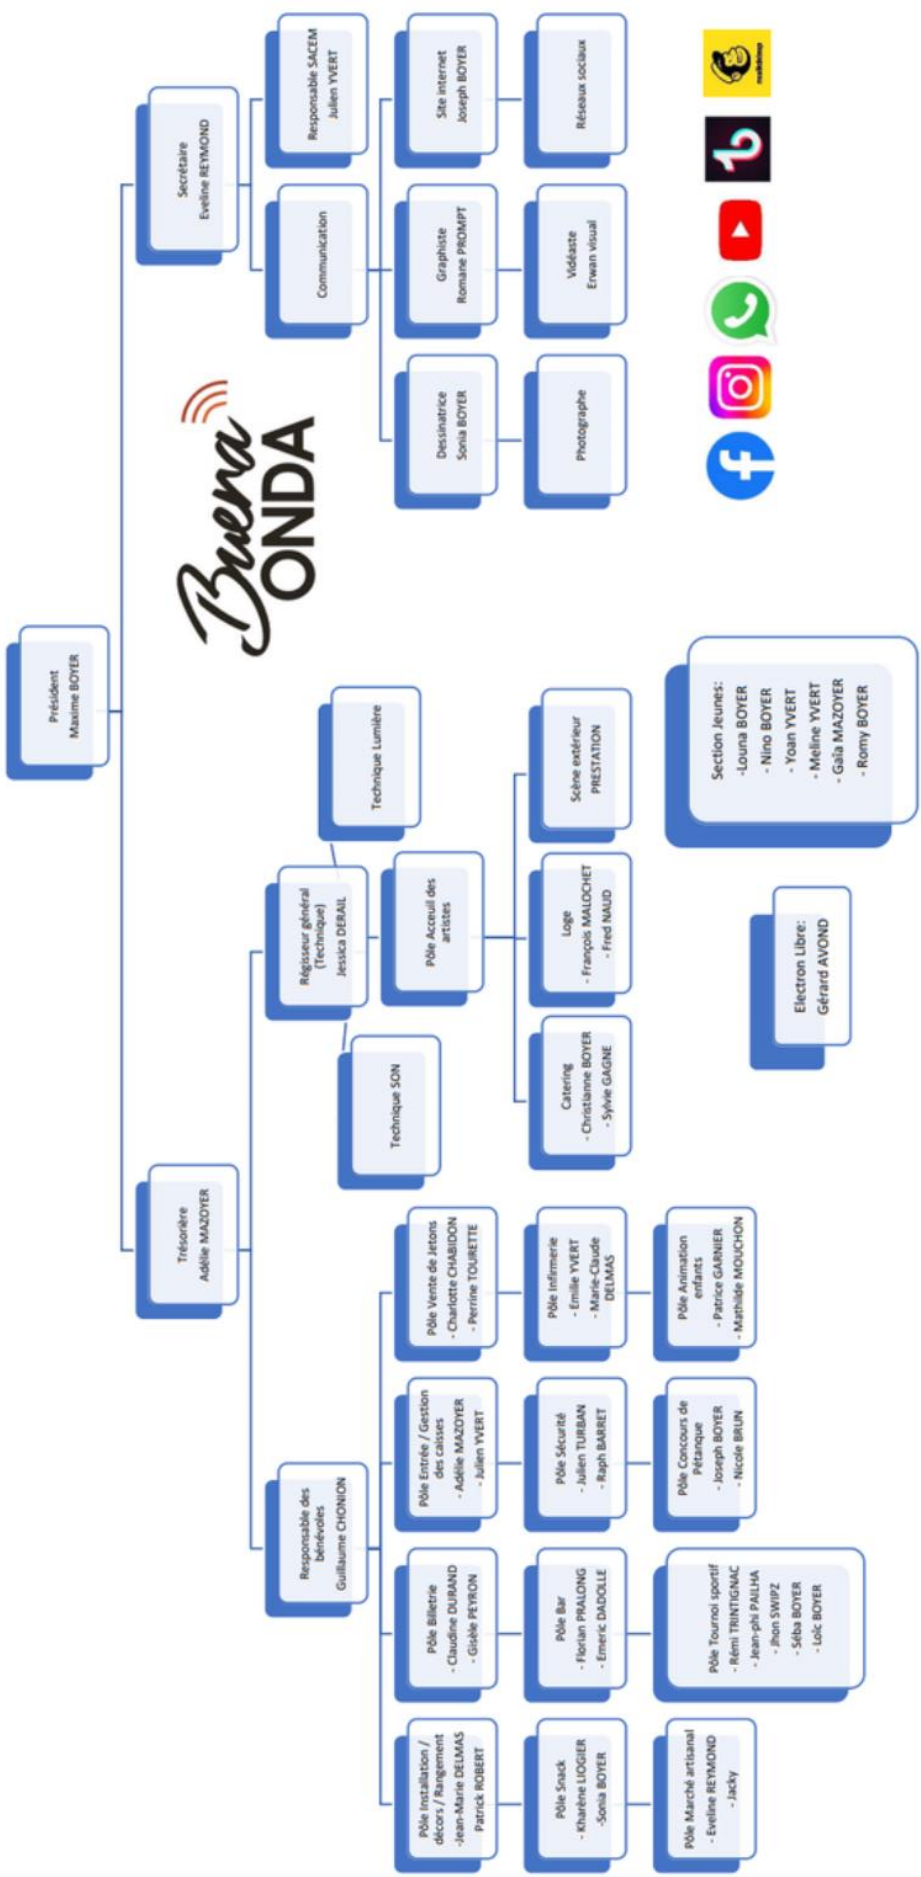 Président
Maxime BOYER
Trésorière
Adélie MAZOYER
Secrétaire
Eveline REYMOND
Buena
ONDA
Responsable des
bénévoles
Guillaume CHONION
Régisseur général
(Technique)
Jessica DERAIL
Technique SON
Technique Lumière
Communication
Responsable SACEM
Julien YVERT
Pôle Installation /
décors / Rangement
-Jean-Marie DELMAS
Patrick ROBERT
Pôle Billetrie
- Claudine DURAND
- Gisèle PEYRON
Pôle Entrée / Gestion
des caisses
- Adélie MAZOYER
- Julien YVERT
Pôle Vente de Jetons
- Charlotte CHABIDON
- Perrine TOURETTE
Pôle Acceuil des
artistes
Dessinatrice
Sonia BOYER
Graphiste
Romane PROMPT
Site internet
Joseph BOYER
Pôle Snack
- Kharène LIOGIER
-Sonia BOYER
Pôle Bar
- Florian PRALONG
- Emeric DADOLLE
Pôle Sécurité
- Julien TURBAN
- Raph BARRET
Pôle Infirmerie
- Emilie YVERT
- Marie-Claude
DELMAS
Catering
- Christianne BOYER
- Sylvie GAGNE
Loge
- François MALOCHET
- Fred NAUD
Scène extérieur
PRESTATION
Photographe
Vidéaste
Erwan visual
Réseaux sociaux
Pôle Marché artisanal
- Eveline REYMOND
- Jacky
Pôle Tournoi sportif
- Rémi TRINTIGNAC
- Jean-phi PAILHA
- Jhon SWIPZ
- Séba BOYER
- Loïc BOYER
Pôle Concours de
Pétanque
- Joseph BOYER
- Nicole BRUN
Pôle Animation
enfants
- Patrice GARNIER
- Mathilde MOUCHON
Electron Libre:
Gérard AVOND
Section Jeunes:
-Louna BOYER
- Nino BOYER
- Yoan YVERT
- Meline YVERT
- Gaïa MAZOYER
- Romy BOYER
mailchimp